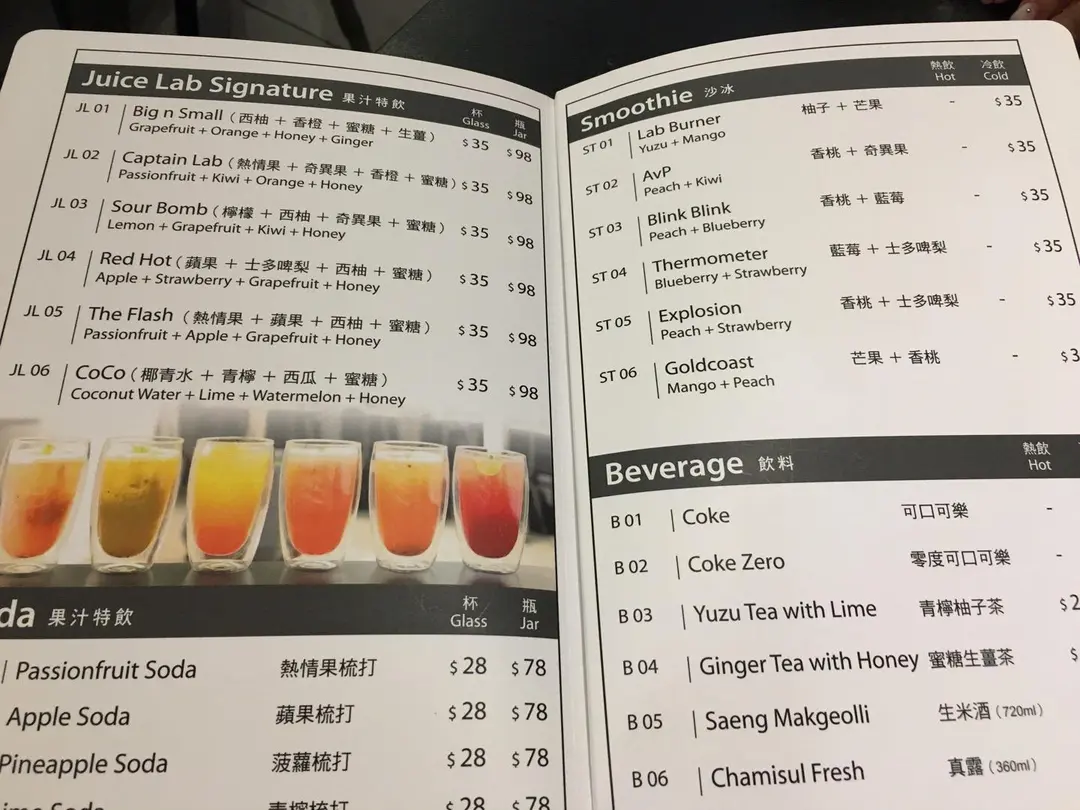 Juice Lab Signature 果汁特飲 杯 Glass 瓶 Jar
JL 01 Big n Small (西柚 + 香橙 + 蜜糖 + 生薑)
Grapefruit + Orange + Honey + Ginger $35 $98
JL 02 Captain Lab (熱情果 + 奇異果 + 香橙 + 蜜糖)
Passionfruit + Kiwi + Orange + Honey $35 $98
JL 03 Sour Bomb (檸檬 + 西柚 + 奇異果 + 蜜糖)
Lemon + Grapefruit + Kiwi + Honey $35 $98
JL 04 Red Hot (蘋果 + 士多啤梨 + 西柚 + 蜜糖)
Apple + Strawberry + Grapefruit + Honey $35 $98
JL 05 The Flash (熱情果 + 蘋果 + 西柚 + 蜜糖)
Passionfruit + Apple + Grapefruit + Honey $35 $98
JL 06 CoCo (椰青水 + 青檸 + 西瓜 + 蜜糖)
Coconut Water + Lime + Watermelon + Honey $35 $98
da 果汁特飲 杯 Glass 瓶 Jar
Passionfruit Soda 熱情果梳打 $28 $78
Apple Soda 蘋果梳打 $28 $78
Pineapple Soda 菠蘿梳打 $28 $78
ime Soda 青檸梳打 $28 $78
Smoothie 沙冰 熱飲 Hot 冷飲 Cold
ST 01 Lab Burner 柚子 + 芒果 - $35
Yuzu + Mango
ST 02 AvP 香桃 + 奇異果 - $35
Peach + Kiwi
ST 03 Blink Blink 香桃 + 藍莓 - $35
Peach + Blueberry
ST 04 Thermometer 藍莓 + 士多啤梨 - $35
Blueberry + Strawberry
ST 05 Explosion 香桃 + 士多啤梨 - $35
Peach + Strawberry
ST 06 Goldcoast 芒果 + 香桃 - $3
Mango + Peach
Beverage 飲料 熱飲 Hot
B 01 Coke 可口可樂 -
B 02 Coke Zero 零度可口可樂 -
B 03 Yuzu Tea with Lime 青檸柚子茶 $2
B 04 Ginger Tea with Honey 蜜糖生薑茶 $
B 05 Saeng Makgeolli 生米酒 (720ml)
B 06 Chamisul Fresh 真露 (360ml)